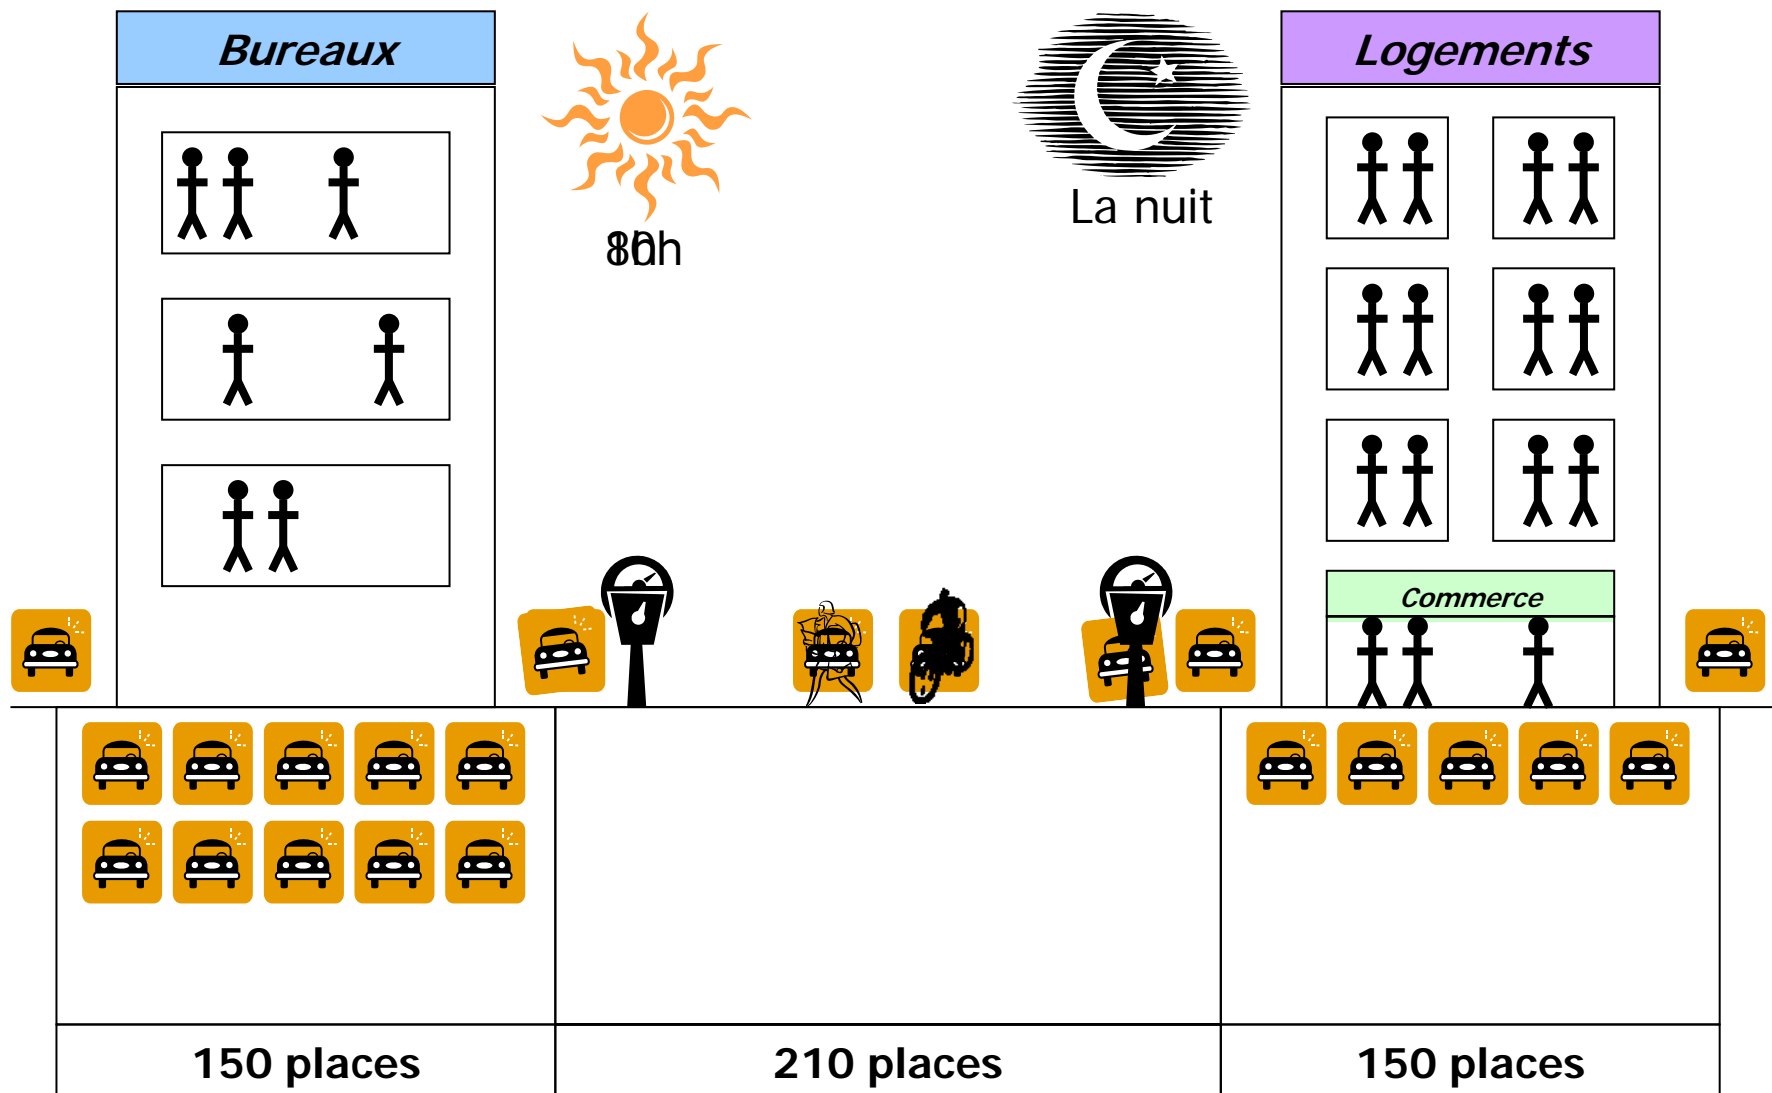 Bureaux
Logements
La nuit
Commerce
150 places
210 places
150 places